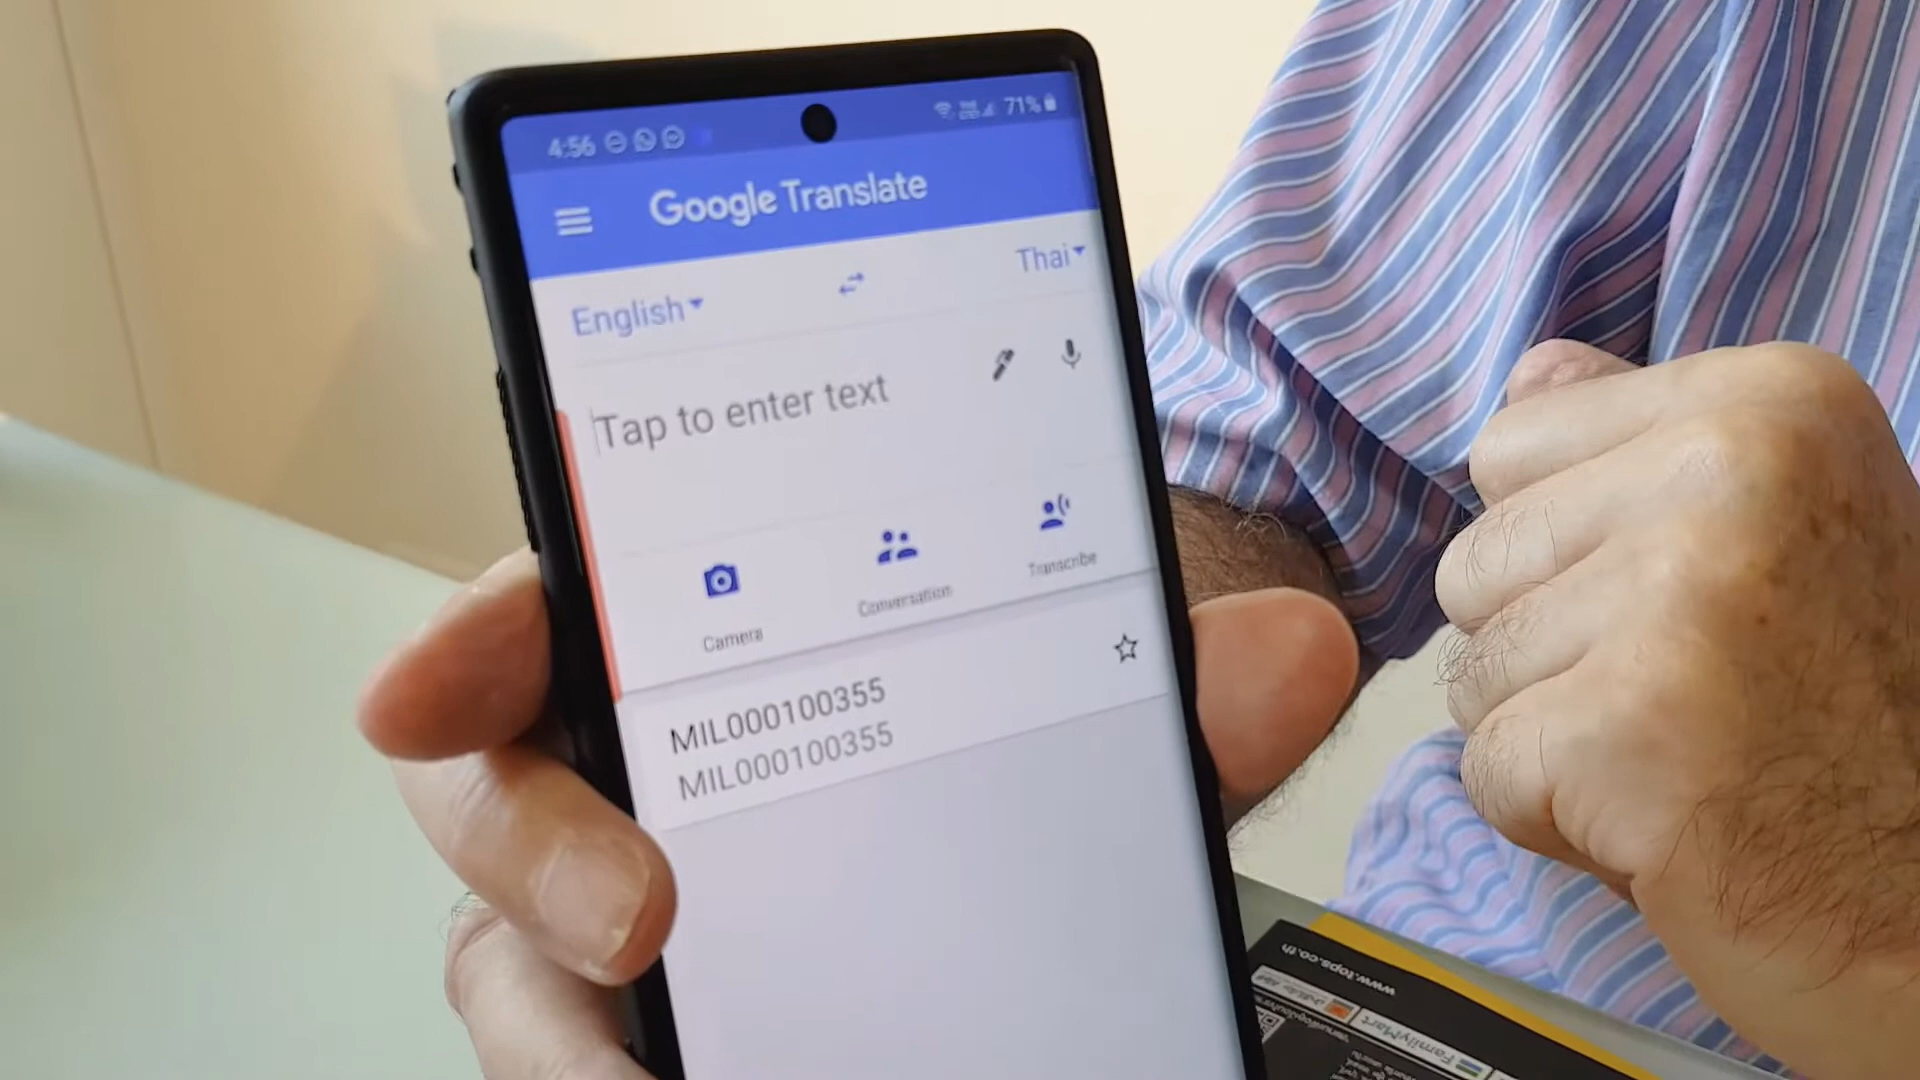 4:56
71%
Google Translate
English
Thai
Tap to enter text
Camera
Conversation
Transcribe
MIL000100355
MIL000100355
www.tops.co.th
FamilyMart